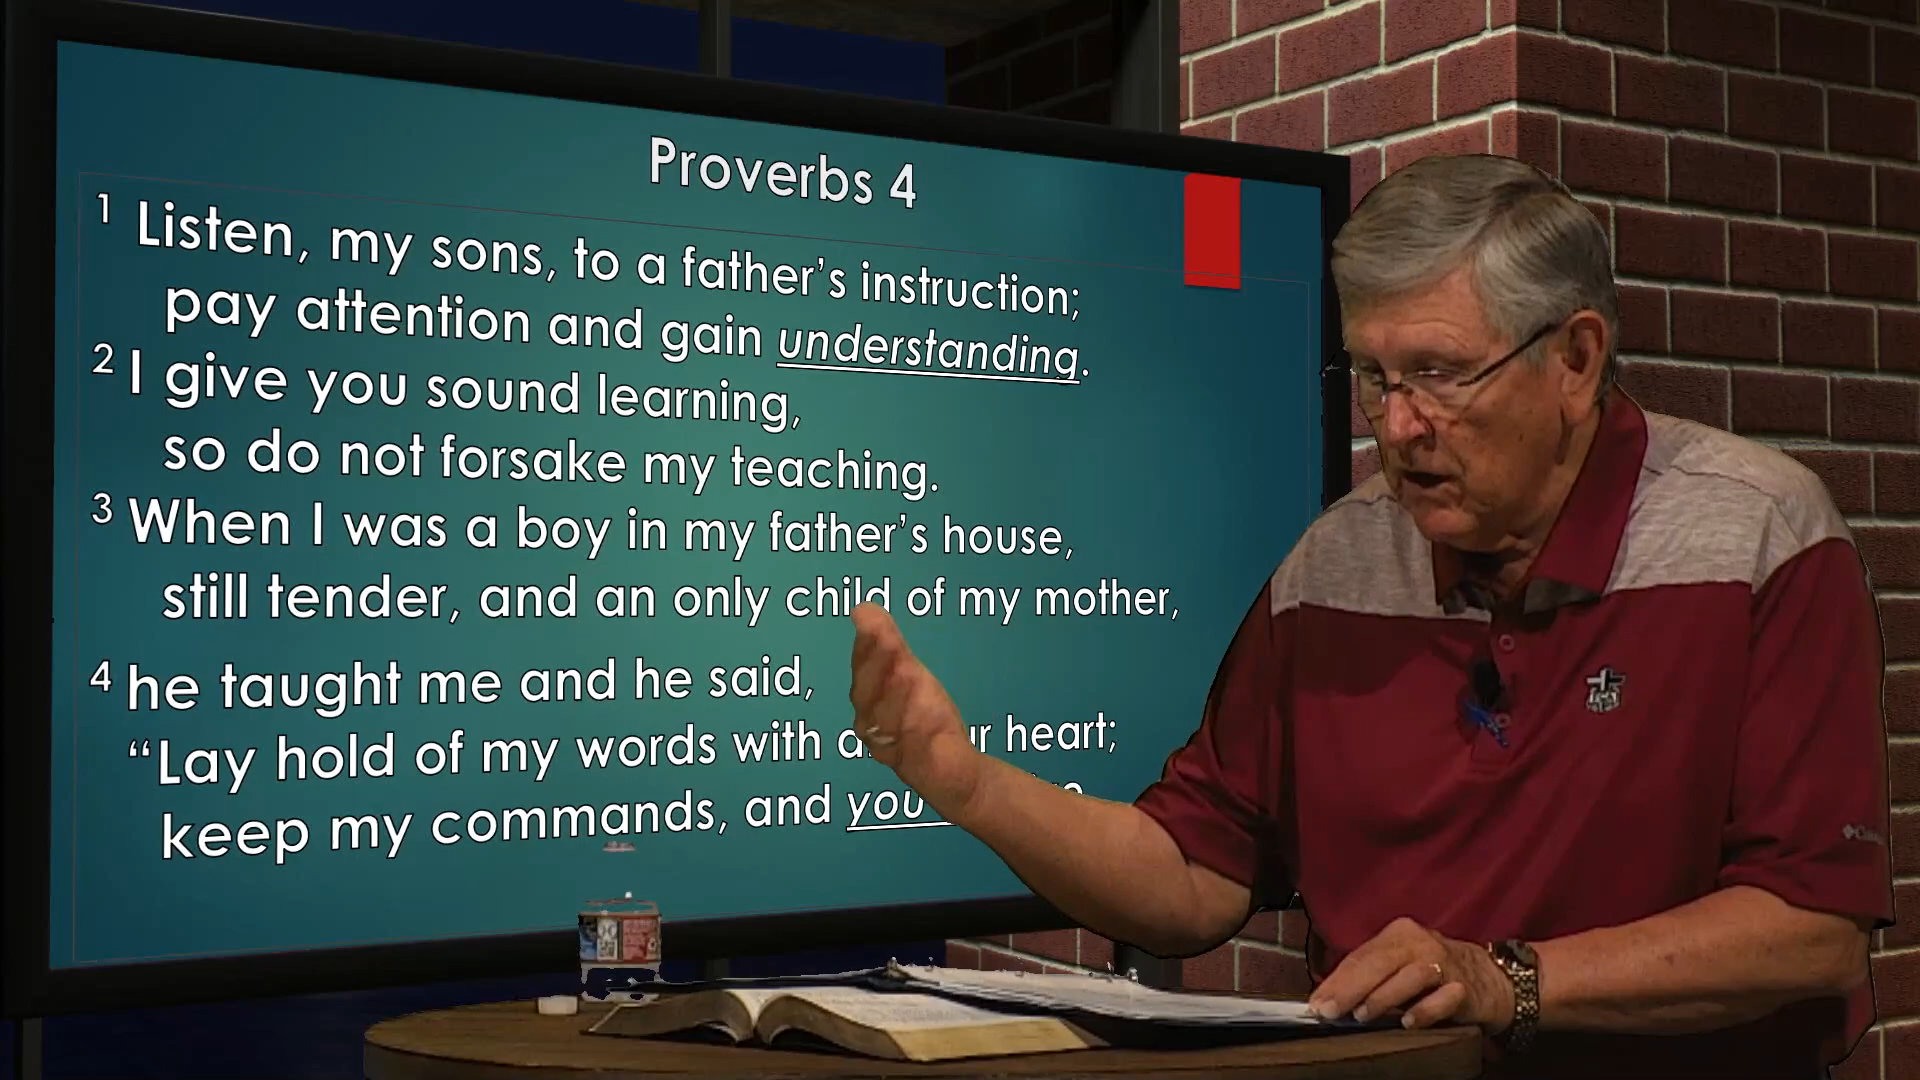 Proverbs 4
1 Listen, my sons, to a father's instruction;
pay attention and gain understanding.
2 I give you sound learning,
so do not forsake my teaching.
3 When I was a boy in my father's house,
still tender, and an only child of my mother,
4 he taught me and he said,
“Lay hold of my words with heart;
keep my commands, and you